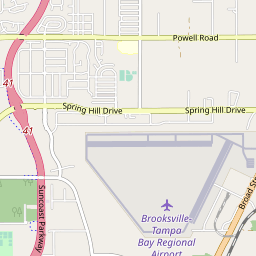 Powell Road
41
Spring Hill Drive
Spring Hill Drive
41
Suncoast Parkway
Brooksville-
Tampa
Bay Regional
Airport
Broad St